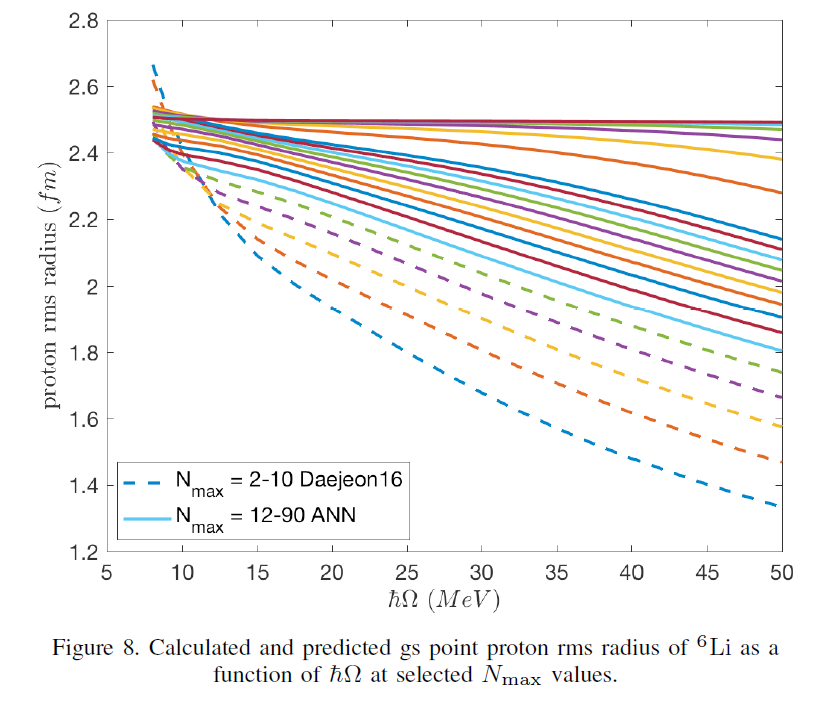 2.8
2.6
2.4
2.2
2
1.8
1.6
1.4
1.2
proton rms radius (fm)
N_max = 2-10 Daejeon16
N_max = 12-90 ANN
5 10 15 20 25 30 35 40 45 50
ħΩ (MeV)
Figure 8. Calculated and predicted gs point proton rms radius of ⁶Li as a
function of ħΩ at selected N_max values.